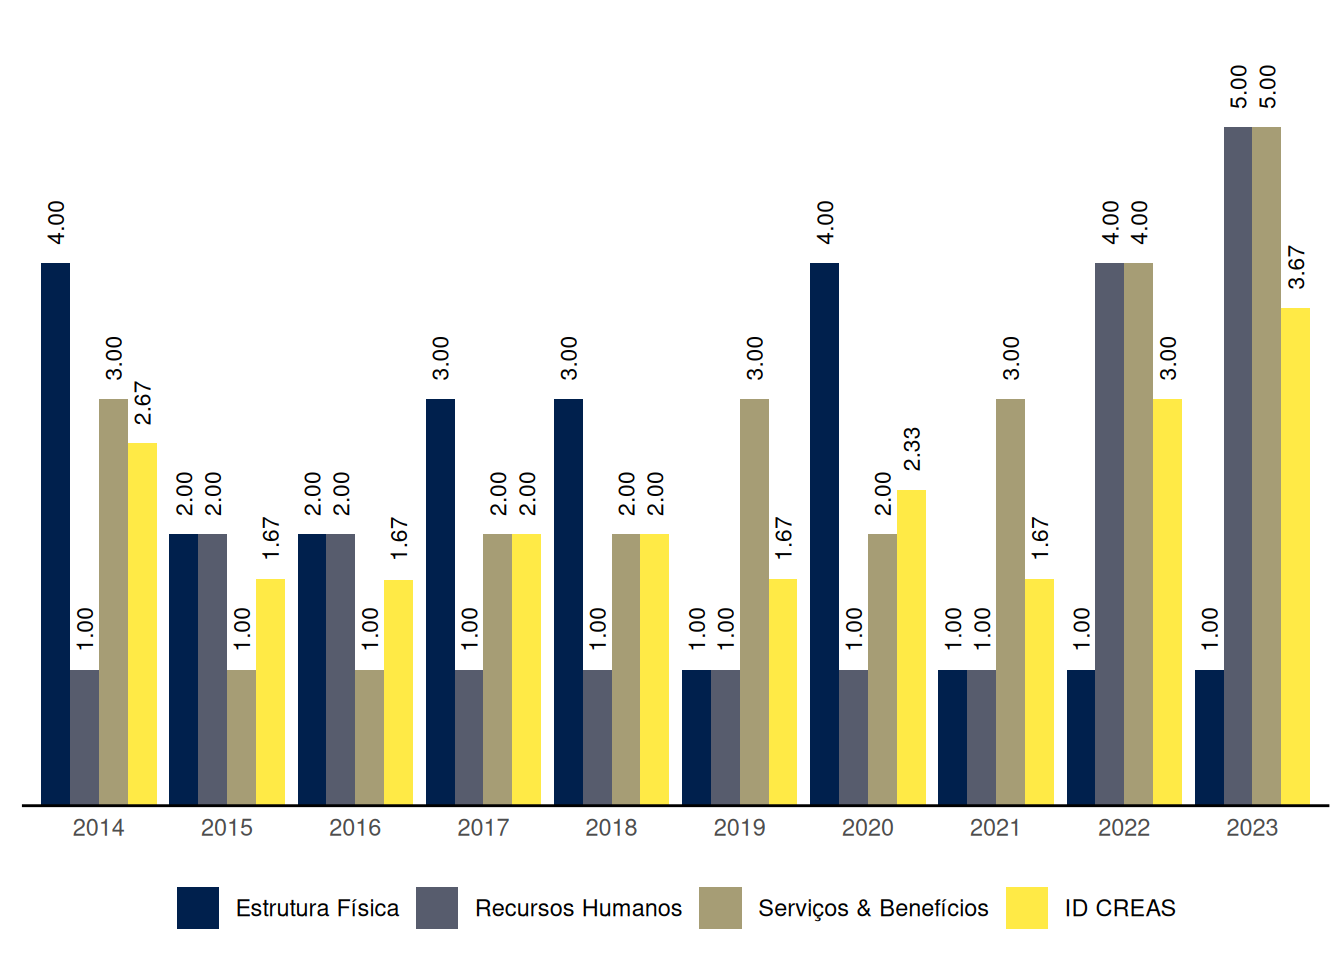 4.00 1.00 3.00 2.67 2.00 2.00 1.00 1.67 2.00 2.00 1.00 1.67 3.00 1.00 2.00 2.00 3.00 1.00 2.00 2.00 1.00 1.00 3.00 1.67 4.00 1.00 2.00 2.33 1.00 1.00 3.00 1.67 1.00 4.00 4.00 3.00 1.00 5.00 5.00 3.67
2014 2015 2016 2017 2018 2019 2020 2021 2022 2023
Estrutura Física Recursos Humanos Serviços & Benefícios ID CREAS